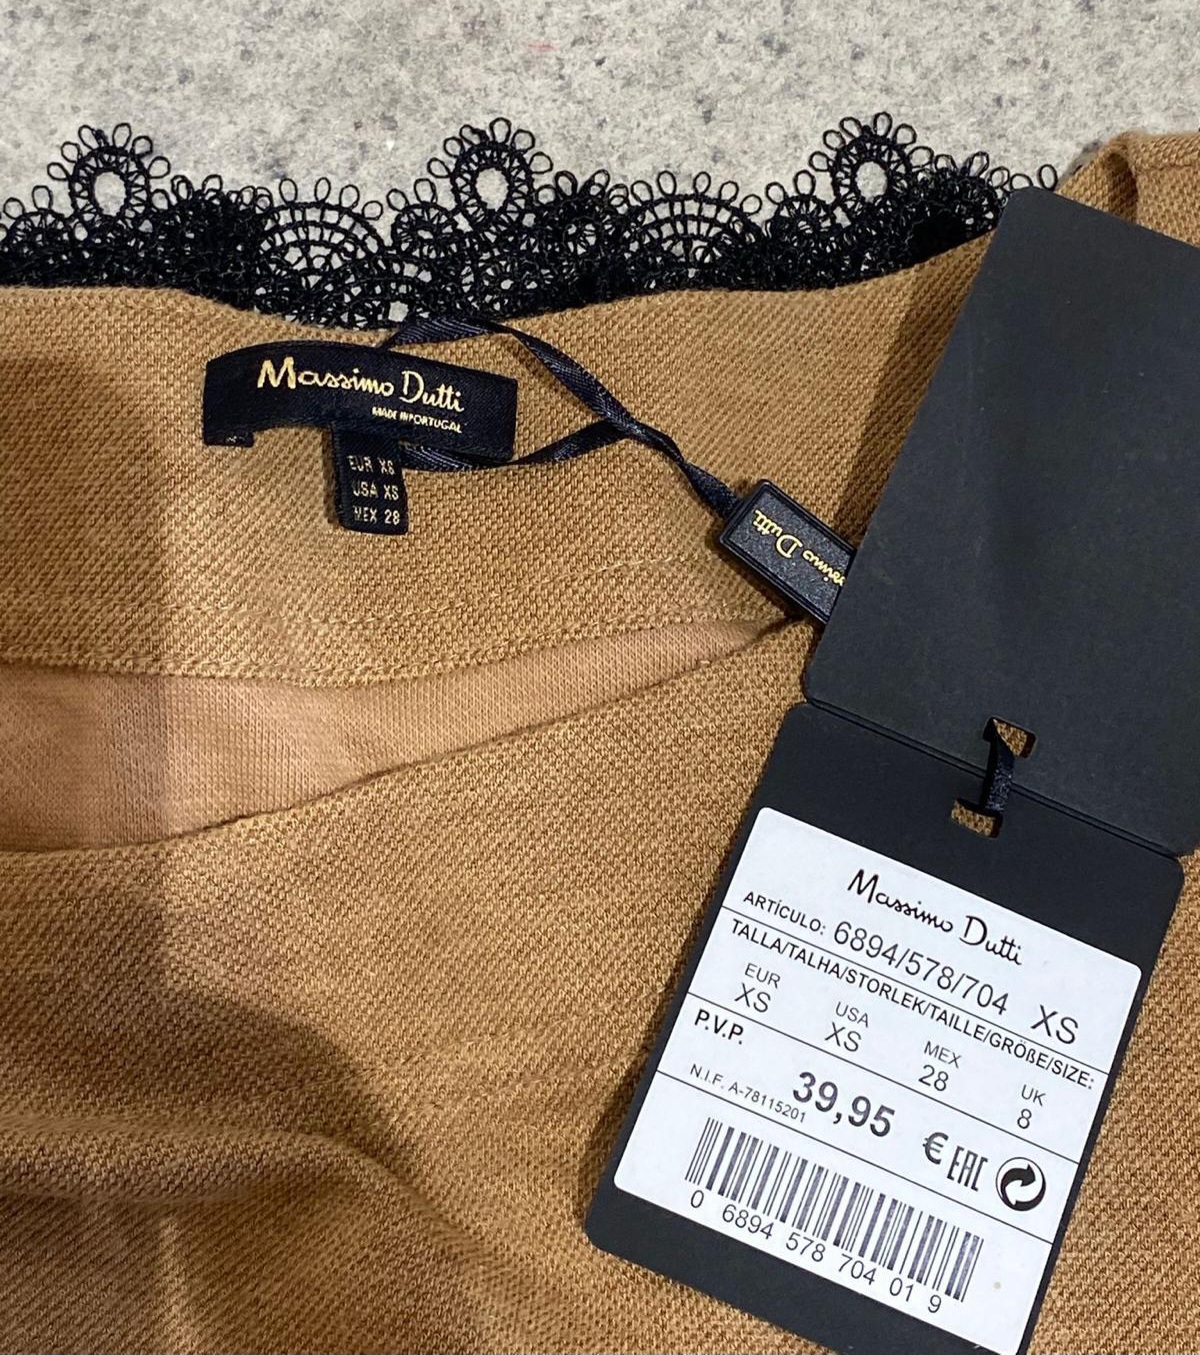 Massimo Dutti
MADE IN PORTUGAL
EUR XS
USA XS
MEX 28
Massimo Dutti
Massimo Dutti
ARTÍCULO: 6894/578/704 XS
TALLA/TALHA/STORLEK/TAILLE/GRÖßE/SIZE:
EUR USA MEX UK
XS XS 28 8
P.V.P. 39,95 €
N.I.F. A-78115201
EAC
0 6894 578 704 01 9